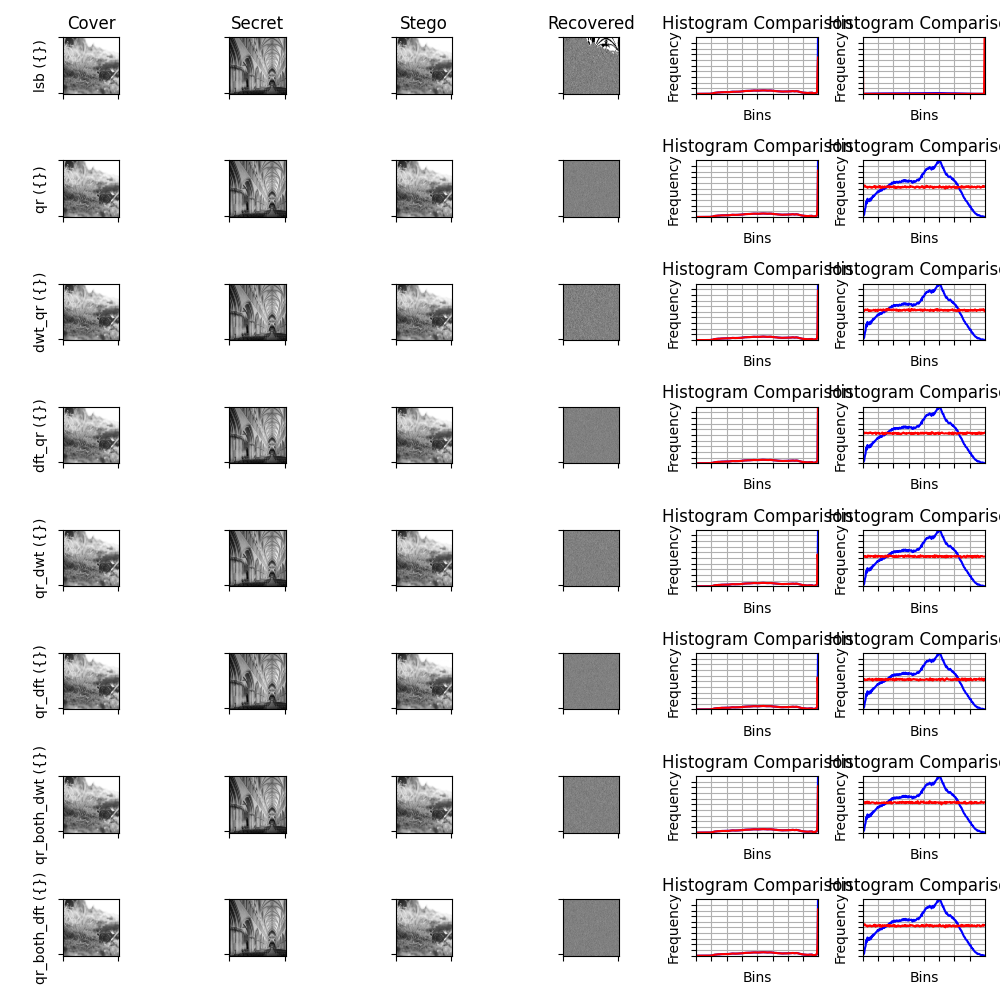 Cover Secret Stego Recovered Histogram Comparison Histogram Comparis
lsb ({})
Frequency
Frequency
Bins Bins
Histogram Comparison Histogram Comparis
qr ({})
Frequency
Frequency
Bins Bins
Histogram Comparison Histogram Comparis
dwt_qr ({})
Frequency
Frequency
Bins Bins
Histogram Comparison Histogram Comparis
dft_qr ({})
Frequency
Frequency
Bins Bins
Histogram Comparison Histogram Comparis
qr_dwt ({})
Frequency
Frequency
Bins Bins
Histogram Comparison Histogram Comparis
qr_dft ({})
Frequency
Frequency
Bins Bins
Histogram Comparison Histogram Comparis
qr_both_dwt ({})
Frequency
Frequency
Bins Bins
Histogram Comparison Histogram Comparis
qr_both_dft ({})
Frequency
Frequency
Bins Bins